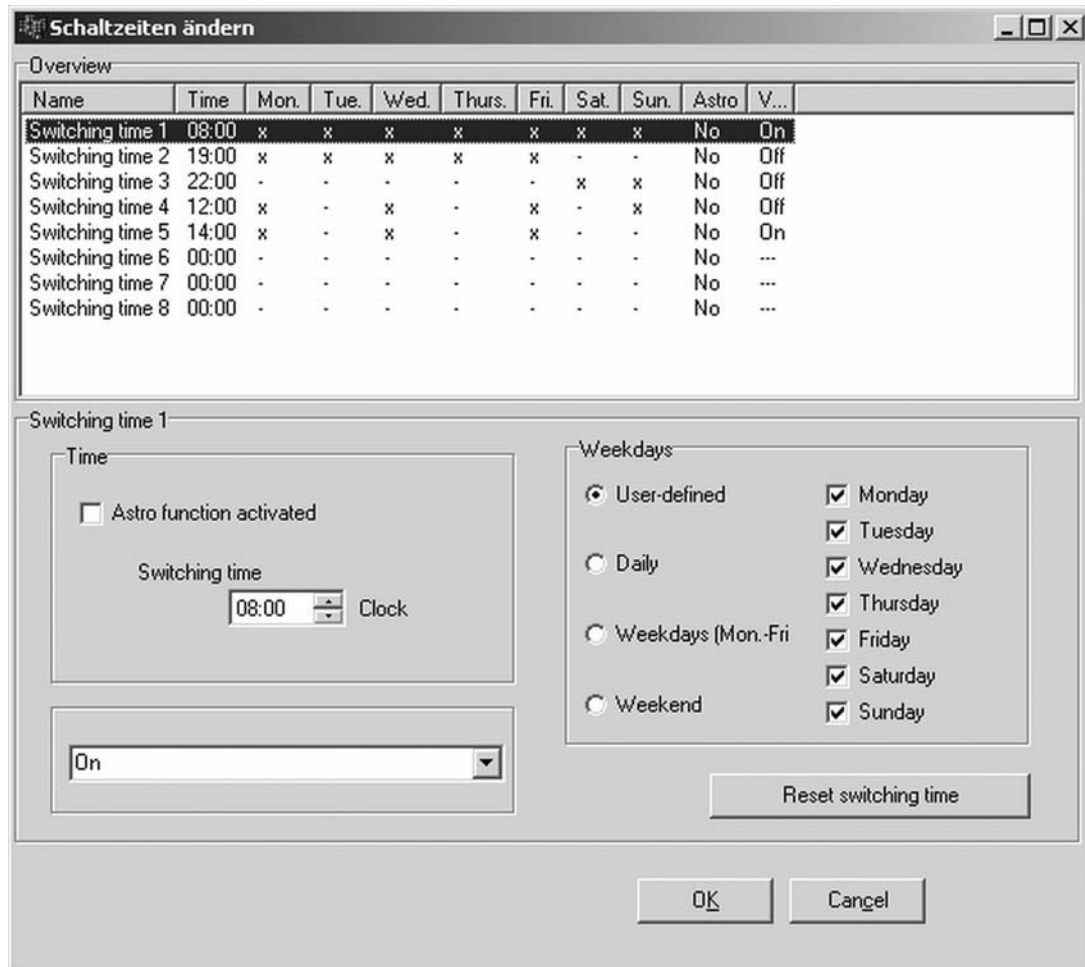 Schaltzeiten ändern
Overview
Name Time Mon. Tue. Wed. Thurs. Fri. Sat. Sun. Astro V...
Switching time 1 08:00 x x x x x x x No On
Switching time 2 19:00 x x x x x - - No Off
Switching time 3 22:00 - - - - - x x No Off
Switching time 4 12:00 x - x - x - x No Off
Switching time 5 14:00 x - x - x - - No On
Switching time 6 00:00 - - - - - - - No ---
Switching time 7 00:00 - - - - - - - No ---
Switching time 8 00:00 - - - - - - - No ---
Switching time 1
Time
Astro function activated
Switching time
08:00 Clock
On
Weekdays
User-defined
Daily
Weekdays (Mon.-Fri
Weekend
Monday
Tuesday
Wednesday
Thursday
Friday
Saturday
Sunday
Reset switching time
OK Cancel